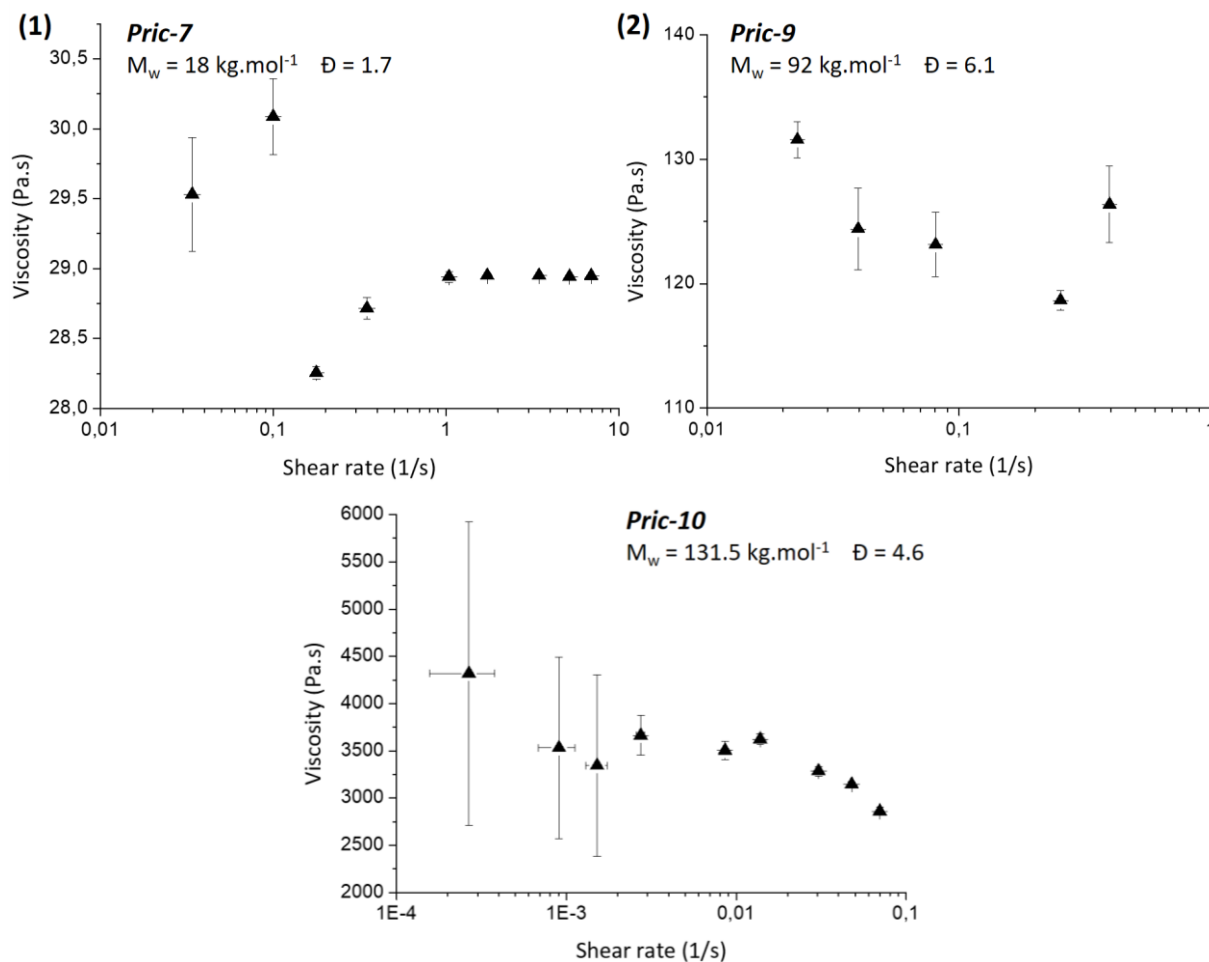 (1)
Pric-7
M_w = 18 kg.mol⁻¹ Đ = 1.7
30,5
30,0
29,5
29,0
28,5
28,0
Viscosity (Pa.s)
0,01 0,1 1 10
Shear rate (1/s)
(2)
Pric-9
M_w = 92 kg.mol⁻¹ Đ = 6.1
140
130
120
110
Viscosity (Pa.s)
0,01 0,1 1
Shear rate (1/s)
Pric-10
M_w = 131.5 kg.mol⁻¹ Đ = 4.6
6000
5500
5000
4500
4000
3500
3000
2500
2000
Viscosity (Pa.s)
1E-4 1E-3 0,01 0,1
Shear rate (1/s)